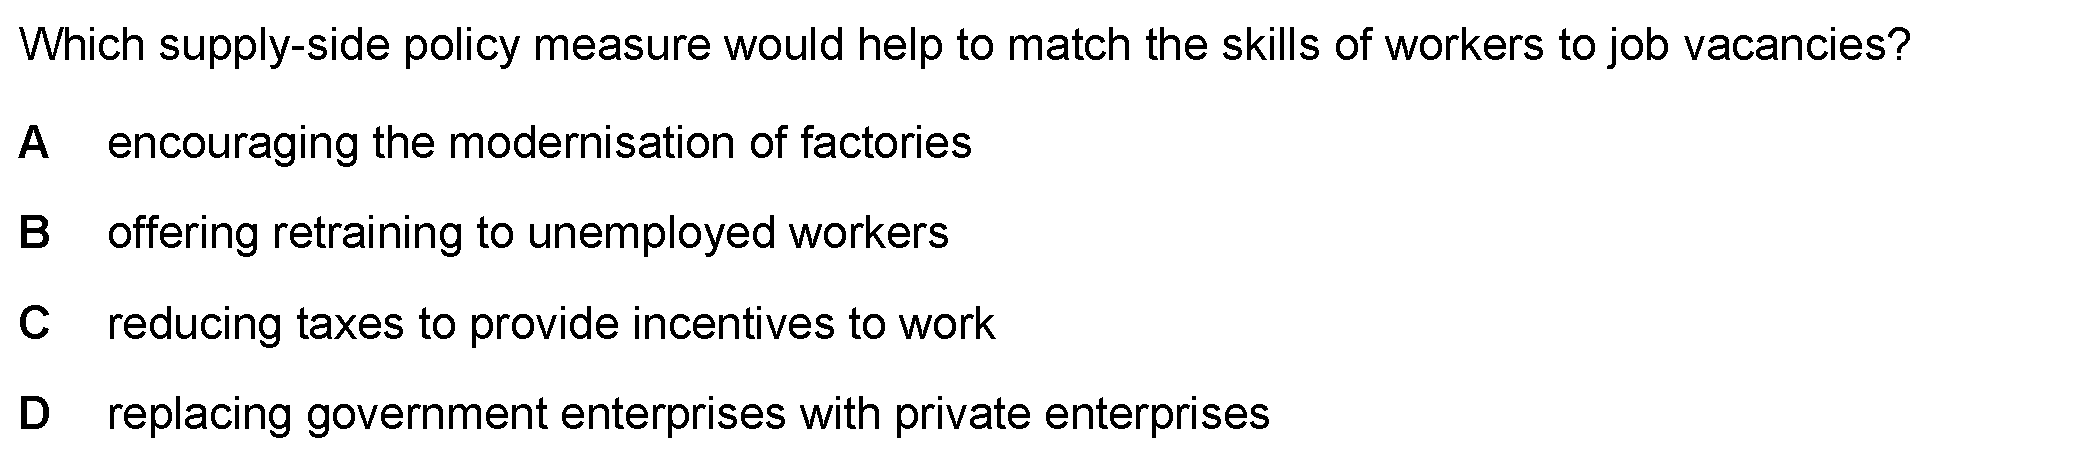 Which supply-side policy measure would help to match the skills of workers to job vacancies?
A encouraging the modernisation of factories
B offering retraining to unemployed workers
C reducing taxes to provide incentives to work
D replacing government enterprises with private enterprises